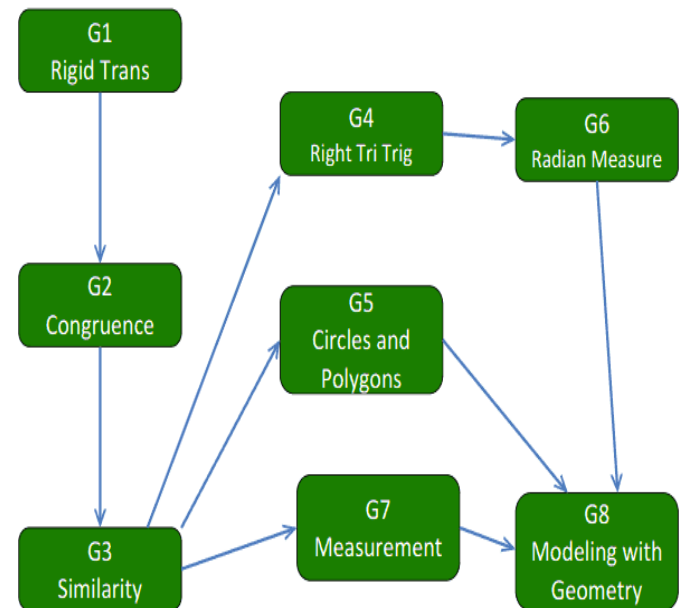 G1
Rigid Trans
G2
Congruence
G3
Similarity
G4
Right Tri Trig
G5
Circles and
Polygons
G6
Radian Measure
G7
Measurement
G8
Modeling with
Geometry